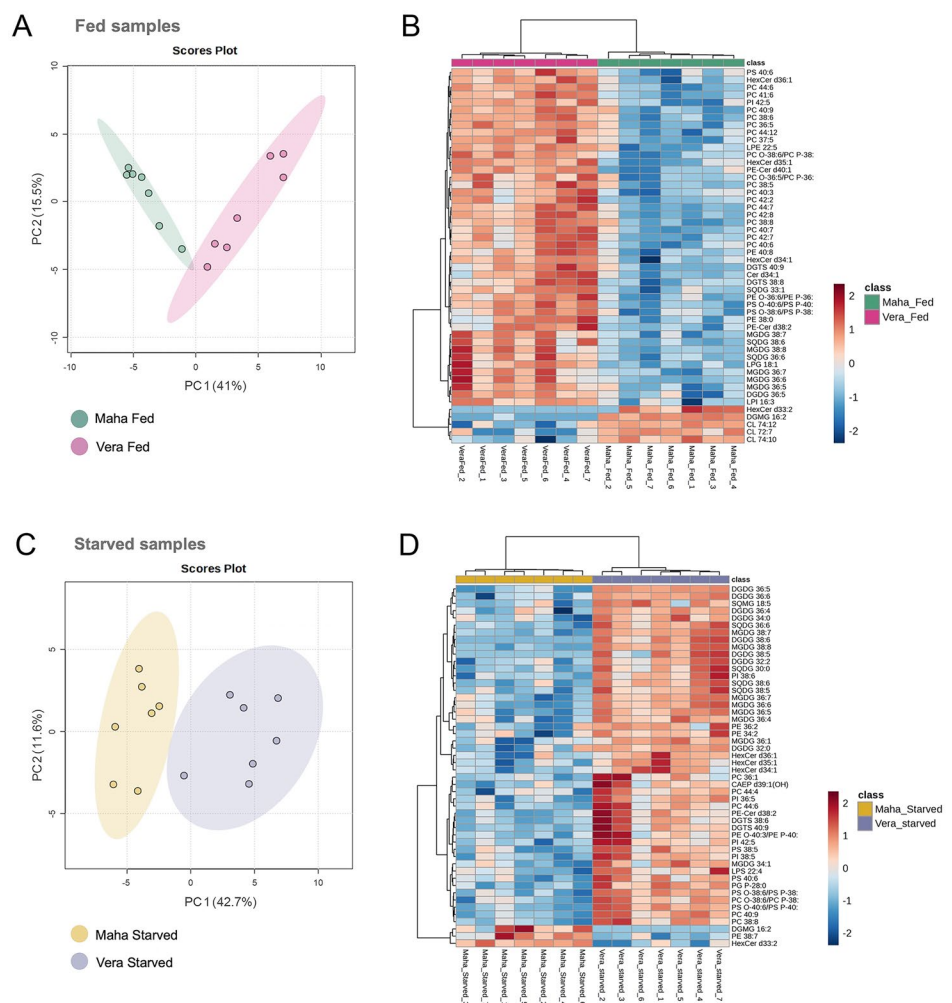 A
Fed samples
Scores Plot
10
5
0
-5
-10
PC2 (15.5%)
-10
-5
0
5
10
PC1 (41%)
Maha Fed
Vera Fed
B
class
PS 40:6
HexCer d36:1
PC 44:6
PC 41:6
PI 42:5
PC 40:9
PC 38:6
PC 36:5
PC 44:12
PC 37:5
LPE 22:5
PC O-38:6/PC P-38:
HexCer d35:1
PE-Cer d40:1
PC O-36:5/PC P-36:
PC 38:5
PC 40:3
PC 42:2
PC 44:7
PC 42:8
PC 38:8
PC 40:7
PC 42:7
PC 40:6
PE 40:8
HexCer d34:1
DGTS 40:9
Cer d34:1
DGTS 38:8
SQDG 33:1
PE O-36:6/PE P-36:
PS O-40:6/PS P-40:
PS O-38:6/PS P-38:
PE 38:0
PE-Cer d38:2
MGDG 38:7
SQDG 38:6
MGDG 38:8
SQDG 36:6
LPG 18:1
MGDG 36:7
MGDG 36:6
MGDG 36:5
DGDG 36:5
LPI 16:3
HexCer d33:2
DGMG 16:2
CL 74:12
CL 72:7
CL 74:10
VeraFed_2
VeraFed_1
VeraFed_3
VeraFed_5
VeraFed_6
VeraFed_4
VeraFed_7
Maha_Fed_2
Maha_Fed_5
Maha_Fed_7
Maha_Fed_6
Maha_Fed_1
Maha_Fed_3
Maha_Fed_4
2
1
0
-1
-2
class
Maha_Fed
Vera_Fed
C
Starved samples
Scores Plot
5
0
-5
PC2 (11.6%)
-5
0
5
10
PC1 (42.7%)
Maha Starved
Vera Starved
D
class
DGDG 36:5
DGDG 36:6
SQMG 18:5
DGDG 36:4
DGDG 34:0
SQDG 36:6
MGDG 38:7
DGDG 38:6
MGDG 38:8
DGDG 38:5
DGDG 32:2
SQDG 30:0
PI 38:6
SQDG 38:6
SQDG 38:5
MGDG 36:7
MGDG 36:6
MGDG 36:5
MGDG 36:4
PE 36:2
PE 34:2
MGDG 36:1
DGDG 32:0
HexCer d36:1
HexCer d35:1
HexCer d34:1
PC 36:1
CAEP d39:1(OH)
PC 44:4
PI 36:5
PC 44:6
PE-Cer d38:2
DGTS 38:6
DGTS 40:9
PE O-40:3/PE P-40:
PI 42:5
PS 38:5
PI 38:5
MGDG 34:1
LPS 22:4
PS 40:6
PG P-28:0
PS O-38:6/PS P-38:
PC O-38:6/PC P-38:
PS O-40:6/PS P-40:
PC 40:9
PC 38:8
DGMG 16:2
PE 38:7
HexCer d33:2
Maha_Starved_
Maha_Starved_
Maha_Starved_
Maha_Starved_
Maha_Starved_
Maha_Starved_
Maha_Starved_
Vera_starved_2
Vera_starved_3
Vera_starved_6
Vera_starved_1
Vera_starved_5
Vera_starved_4
Vera_starved_7
2
1
0
-1
-2
class
Maha_Starved
Vera_starved